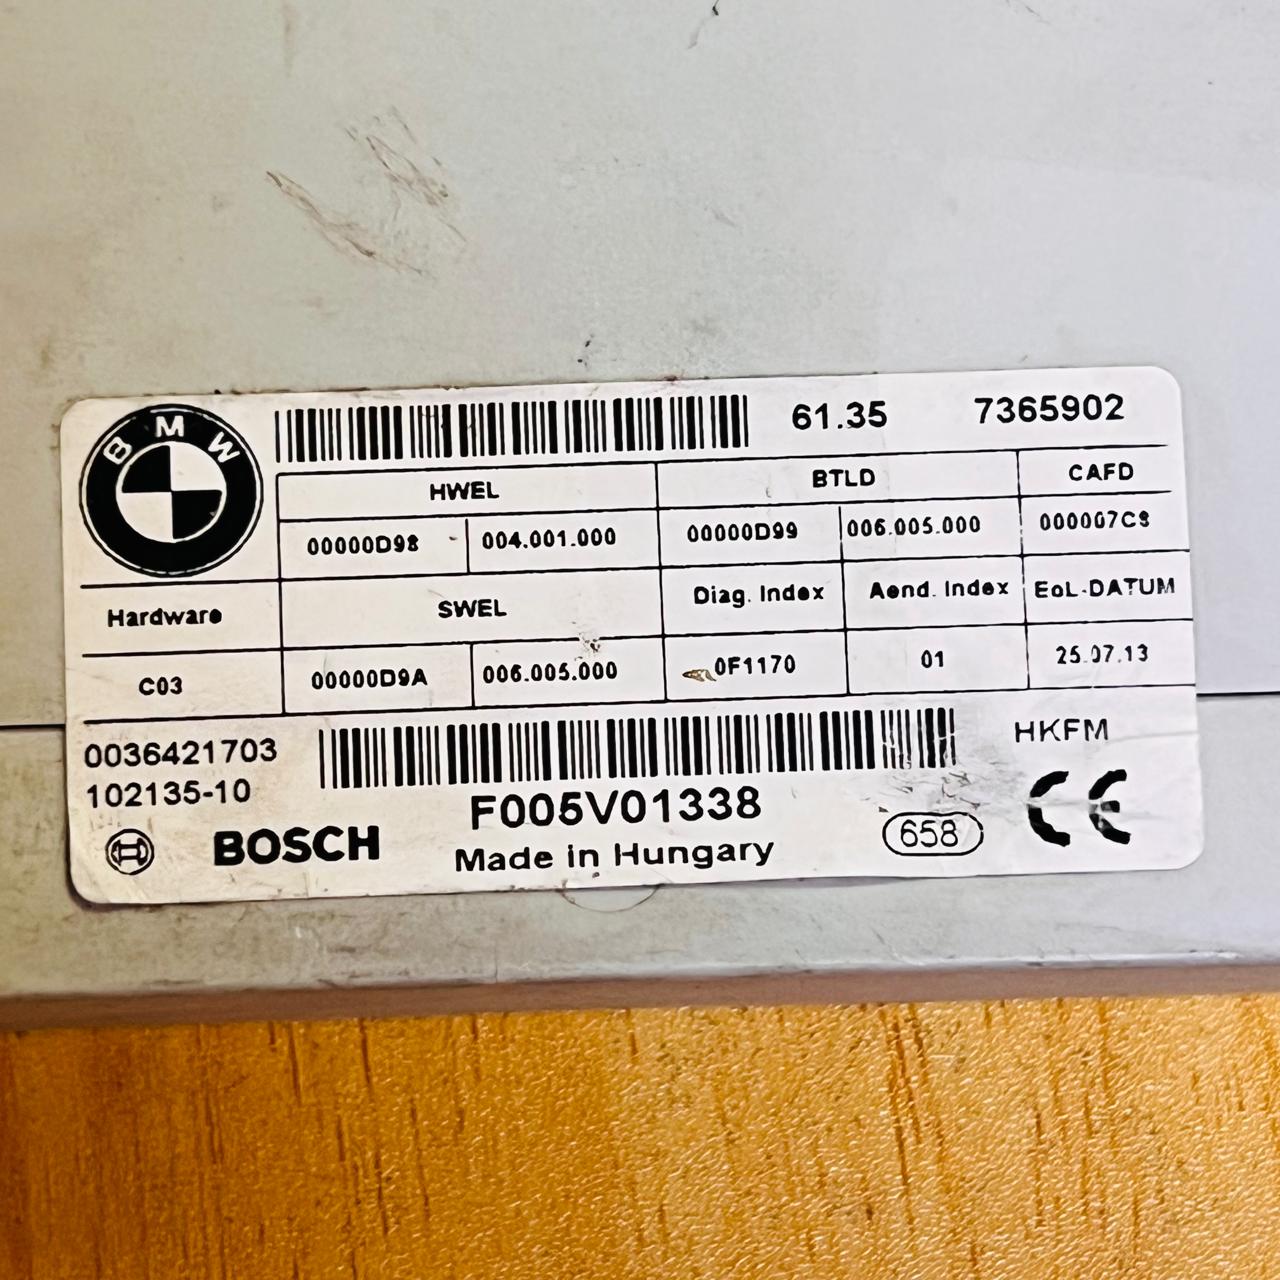 BMW
61.35 7365902
HWEL BTLD CAFD
00000D98 004.001.000 00000D99 006.005.000
Hardware SWEL Diag. Index Aend. Index EoL-DATUM
C03 00000D9A 006.005.000 0F1170 01 25.07.13
0036421703 HKFM
102135-10
F005V01338
BOSCH Made in Hungary 658 CE